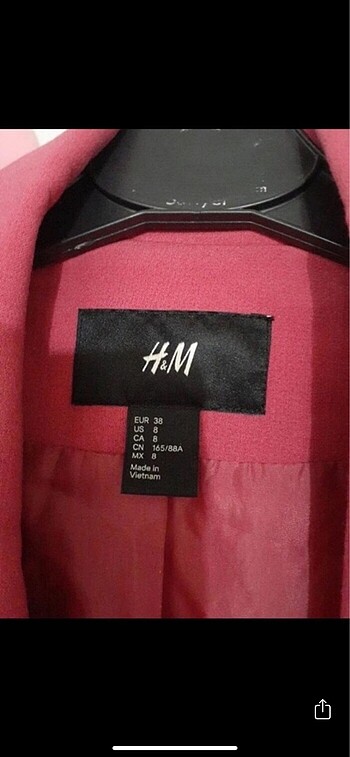 H&M
EUR 38
US 8
CA 8
CN 165/88A
MX 8
Made in
Vietnam